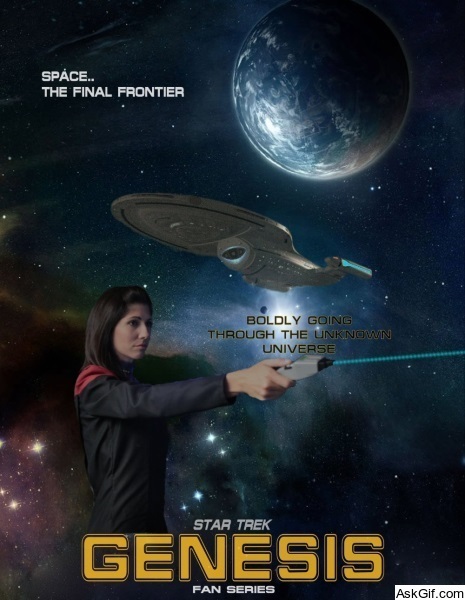 SPACE..
THE FINAL FRONTIER
BOLDLY GOING
THROUGH THE UNKNOWN
UNIVERSE
STAR TREK
GENESIS
FAN SERIES
AskGif.com